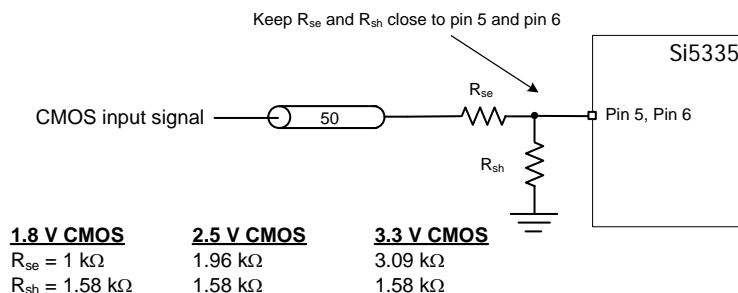 Keep Rse and Rsh close to pin 5 and pin 6
Si5335
Rse
CMOS input signal
50
Pin 5, Pin 6
Rsh
1.8 V CMOS 2.5 V CMOS 3.3 V CMOS
Rse = 1 kΩ 1.96 kΩ 3.09 kΩ
Rsh = 1.58 kΩ 1.58 kΩ 1.58 kΩ